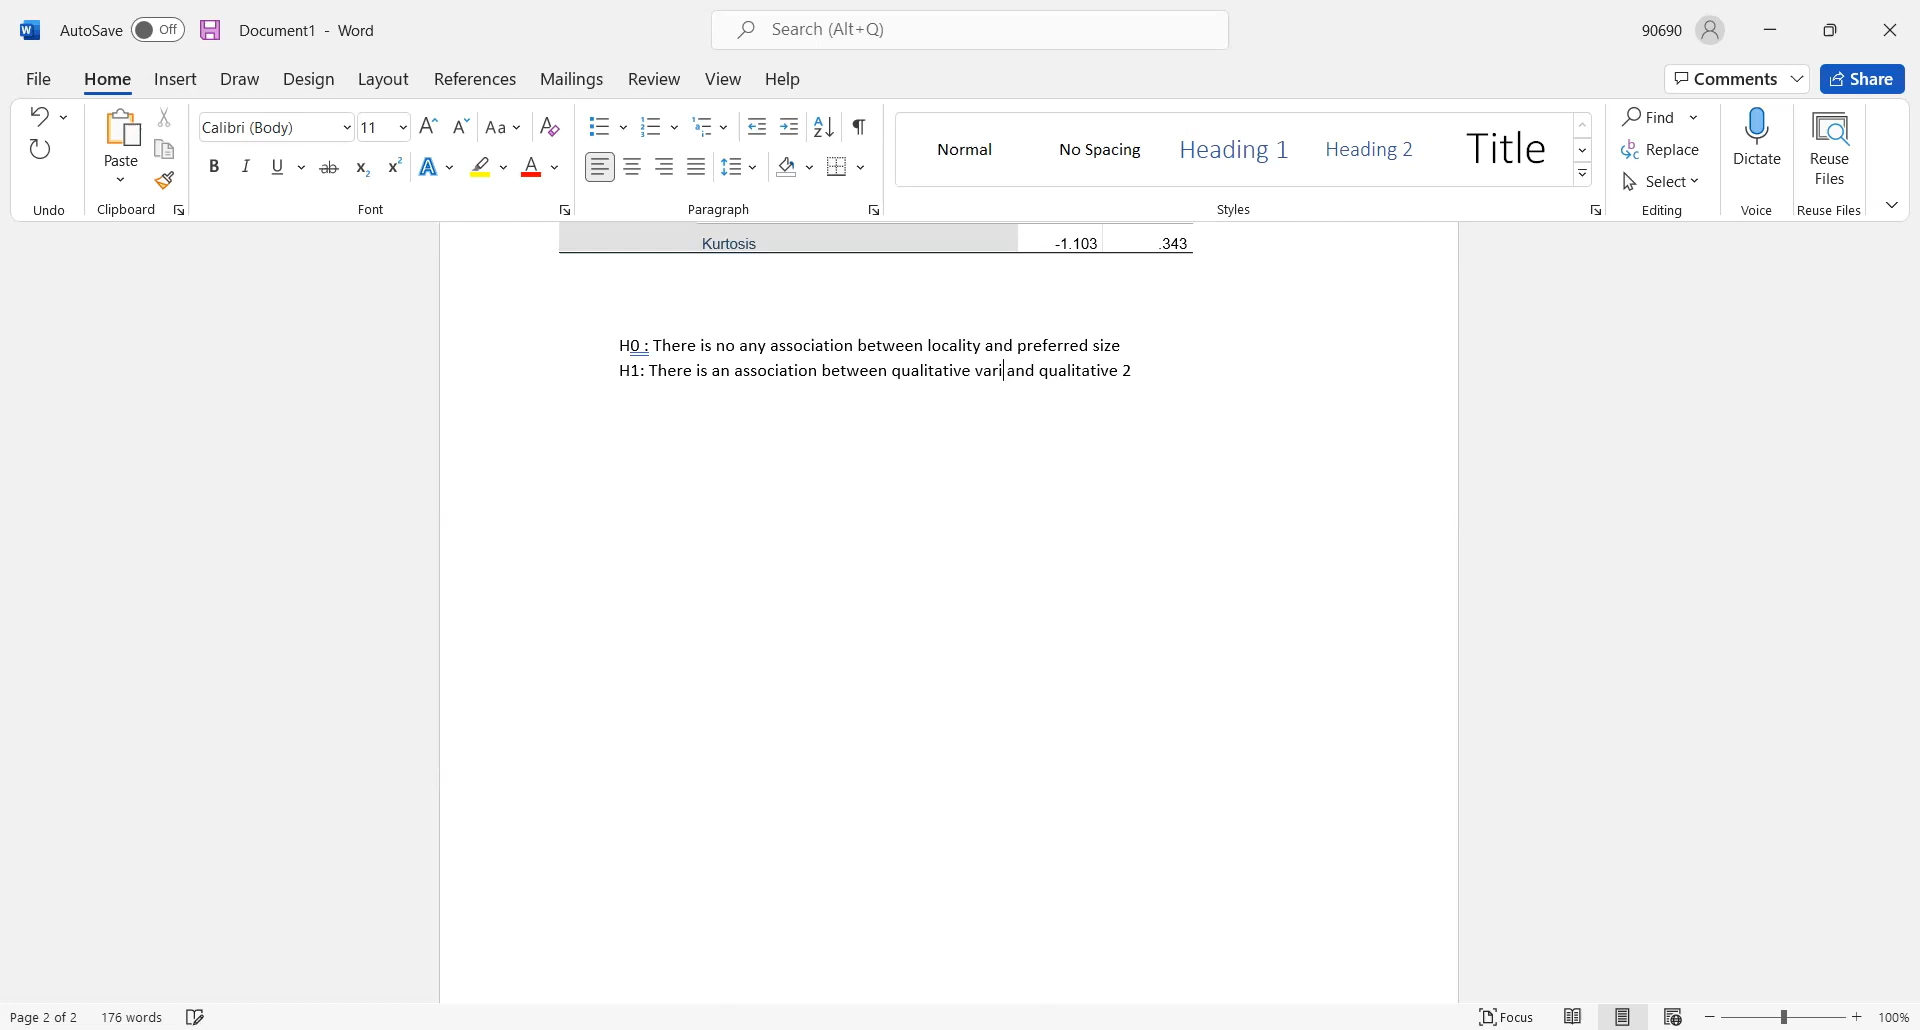 AutoSave Off Document1 - Word Search (Alt+Q) 90690
File Home Insert Draw Design Layout References Mailings Review View Help Comments Share
Calibri (Body) 11 Aa Normal No Spacing Heading 1 Heading 2 Title Find
Paste B I U ab x₂ x² A A Replace Dictate Reuse Files
Select
Undo Clipboard Font Paragraph Styles Editing Voice Reuse Files
Kurtosis -1.103 .343
H0 : There is no any association between locality and preferred size
H1: There is an association between qualitative vari and qualitative 2
Page 2 of 2 176 words Focus 100%